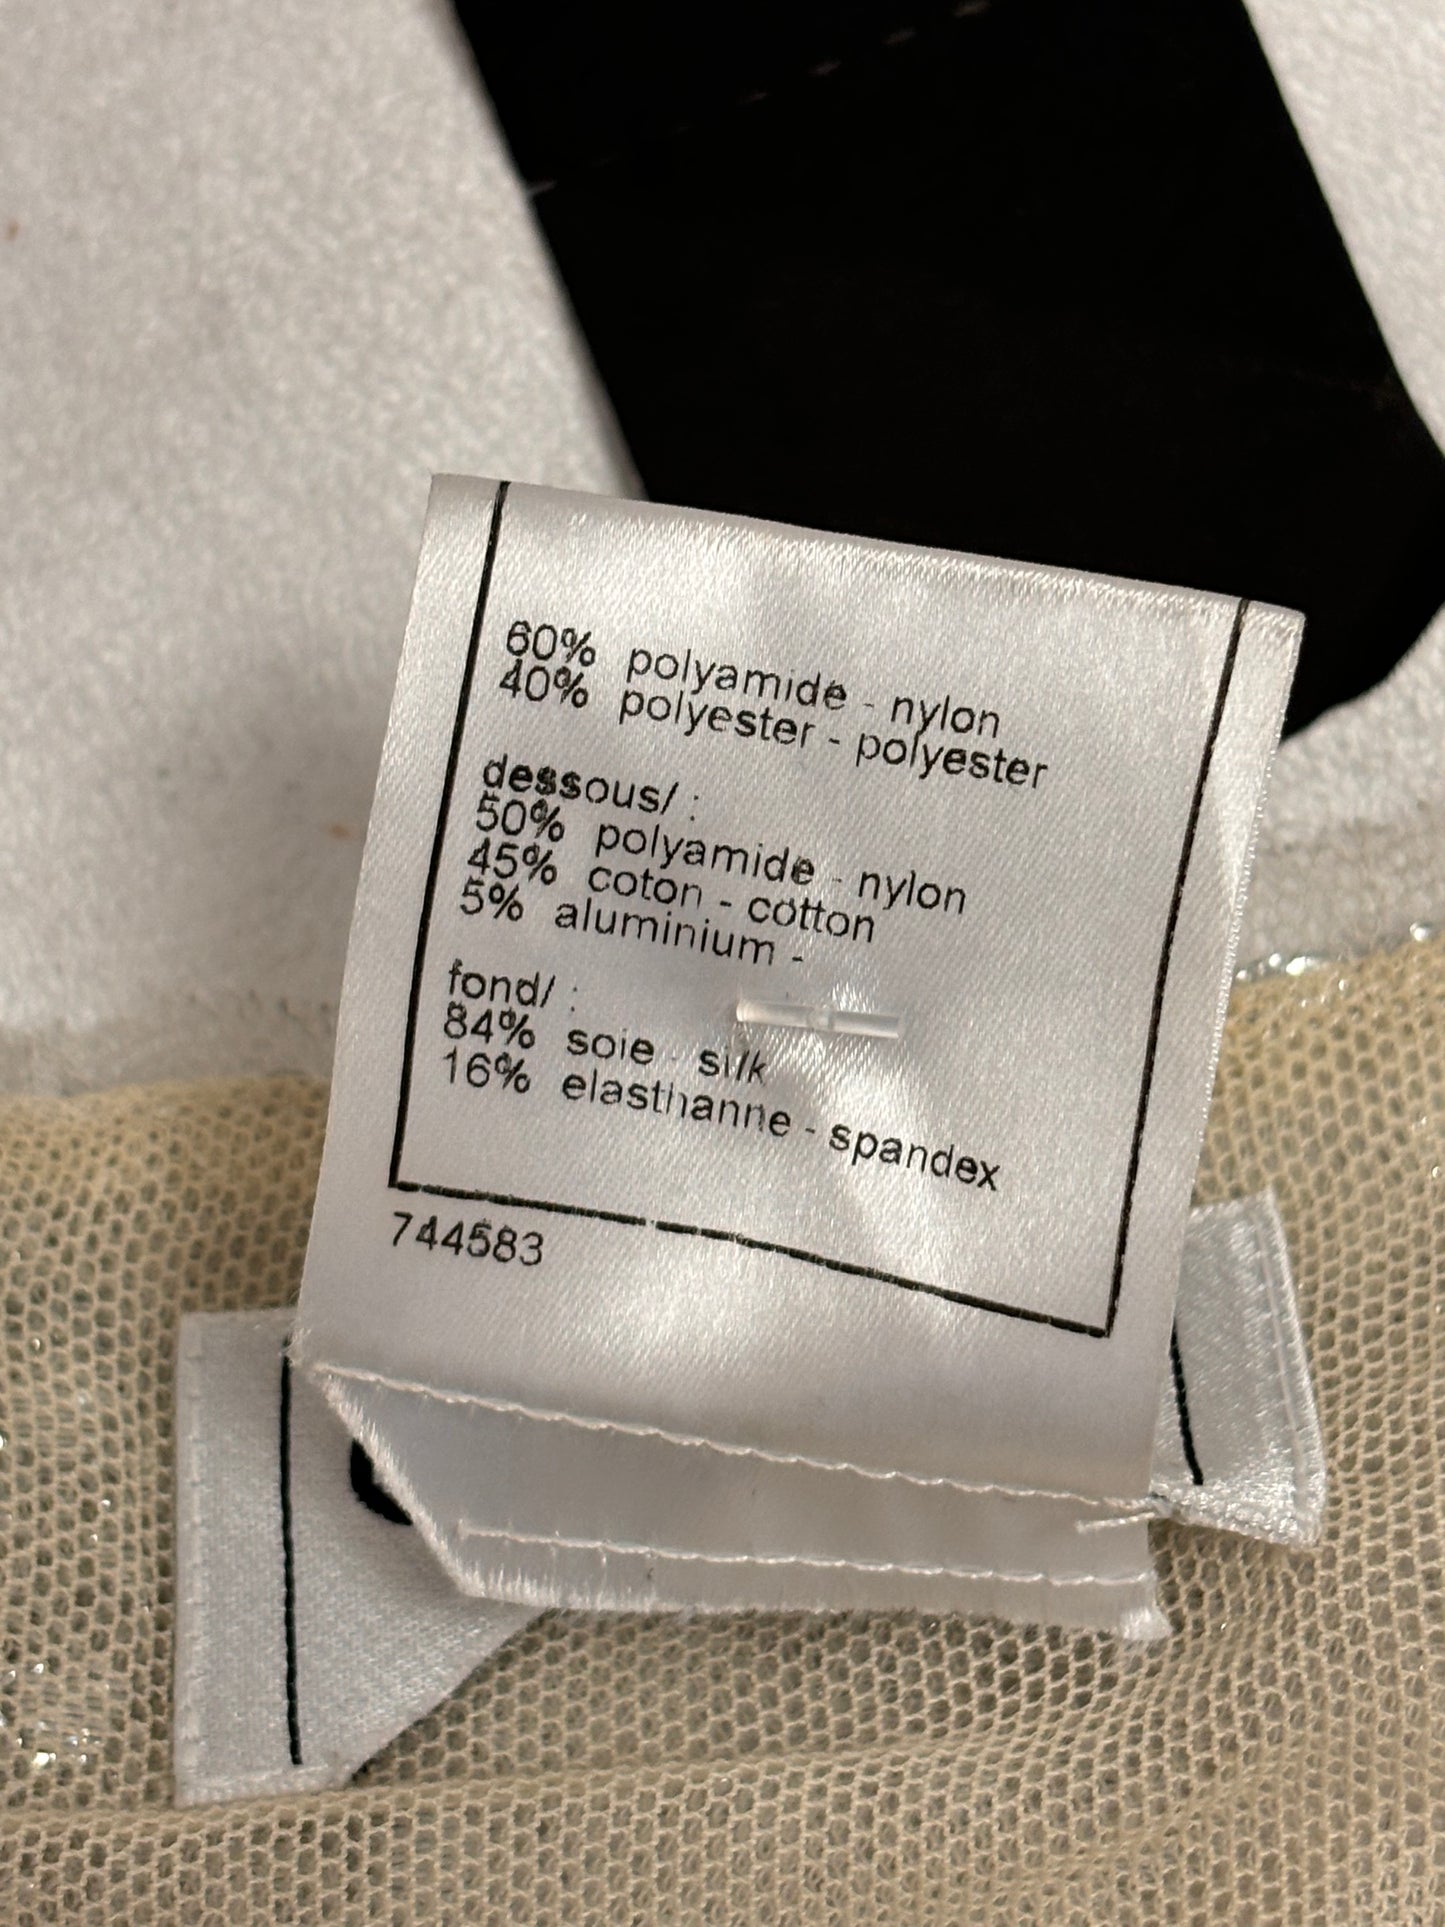 60% polyamide - nylon
40% polyester - polyester
dessous/ :
50% polyamide - nylon
45% coton - cotton
5% aluminium -
fond/ :
84% soie - silk
16% elasthanne - spandex
744583